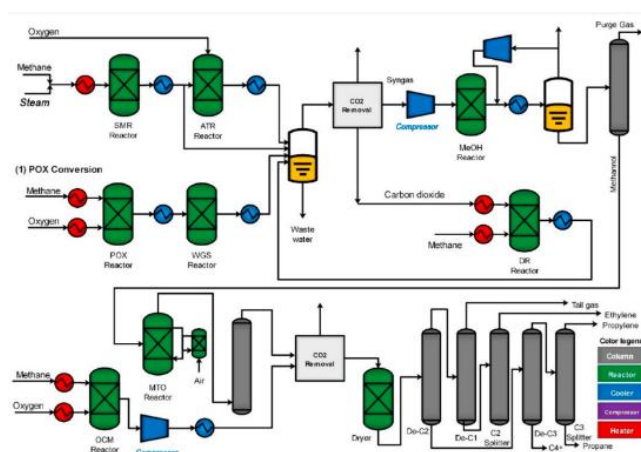 Oxygen
Purge Gas
Methane
Steam
SMR
Reactor
ATR
Reactor
CO2
Removal
Syngas
Compressor
MeOH
Reactor
Methannol
(1) POX Conversion
Methane
Oxygen
POX
Reactor
WGS
Reactor
Waste
water
Carbon dioxide
Methane
DR
Reactor
Tail gas
Ethylene
Propylene
MTO
Reactor
Air
CO2
Removal
Methane
Oxygen
OCM
Reactor
Compressor
Dryer
De-C2
De-C1
C2
Splitter
De-C3
C3
Splitter
C4+
Propane
Color legend
Column
Reactor
Cooler
Compressor
Heater